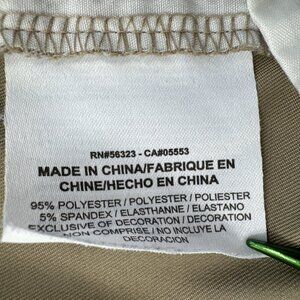 RN#56323 - CA#05553
MADE IN CHINA/FABRIQUE EN
CHINE/HECHO EN CHINA
95% POLYESTER / POLYESTER / POLIESTER
5% SPANDEX / ELASTHANNE / ELASTANO
EXCLUSIVE OF DECORATION / DECORATION
NON COMPRISE / NO INCLUYE LA
DECORACION